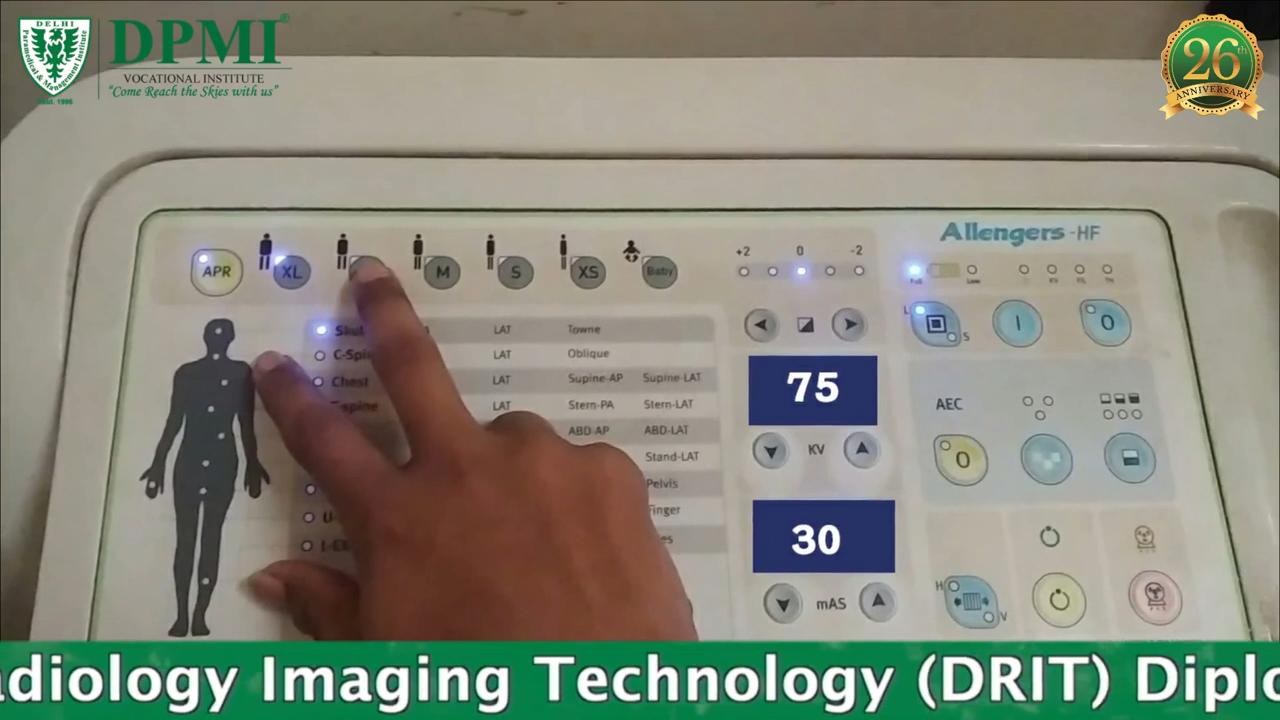 DELHI
Paramedical & Management Institute
Estd. 1996
DPMI®
VOCATIONAL INSTITUTE
"Come Reach the Skies with us"
26th
ANNIVERSARY
Allengers-HF
APR
XL
M
S
XS
Baby
+2 0 -2
Full Low
L
S
I
O
LAT Towne
LAT Oblique
Chest LAT Supine-AP Supine-LAT
LAT Stern-PA Stern-LAT
ABD-AP ABD-LAT
Stand-LAT
Pelvis
75
KV
30
mAS
AEC
O
H
V
adiology Imaging Technology (DRIT) Diplo